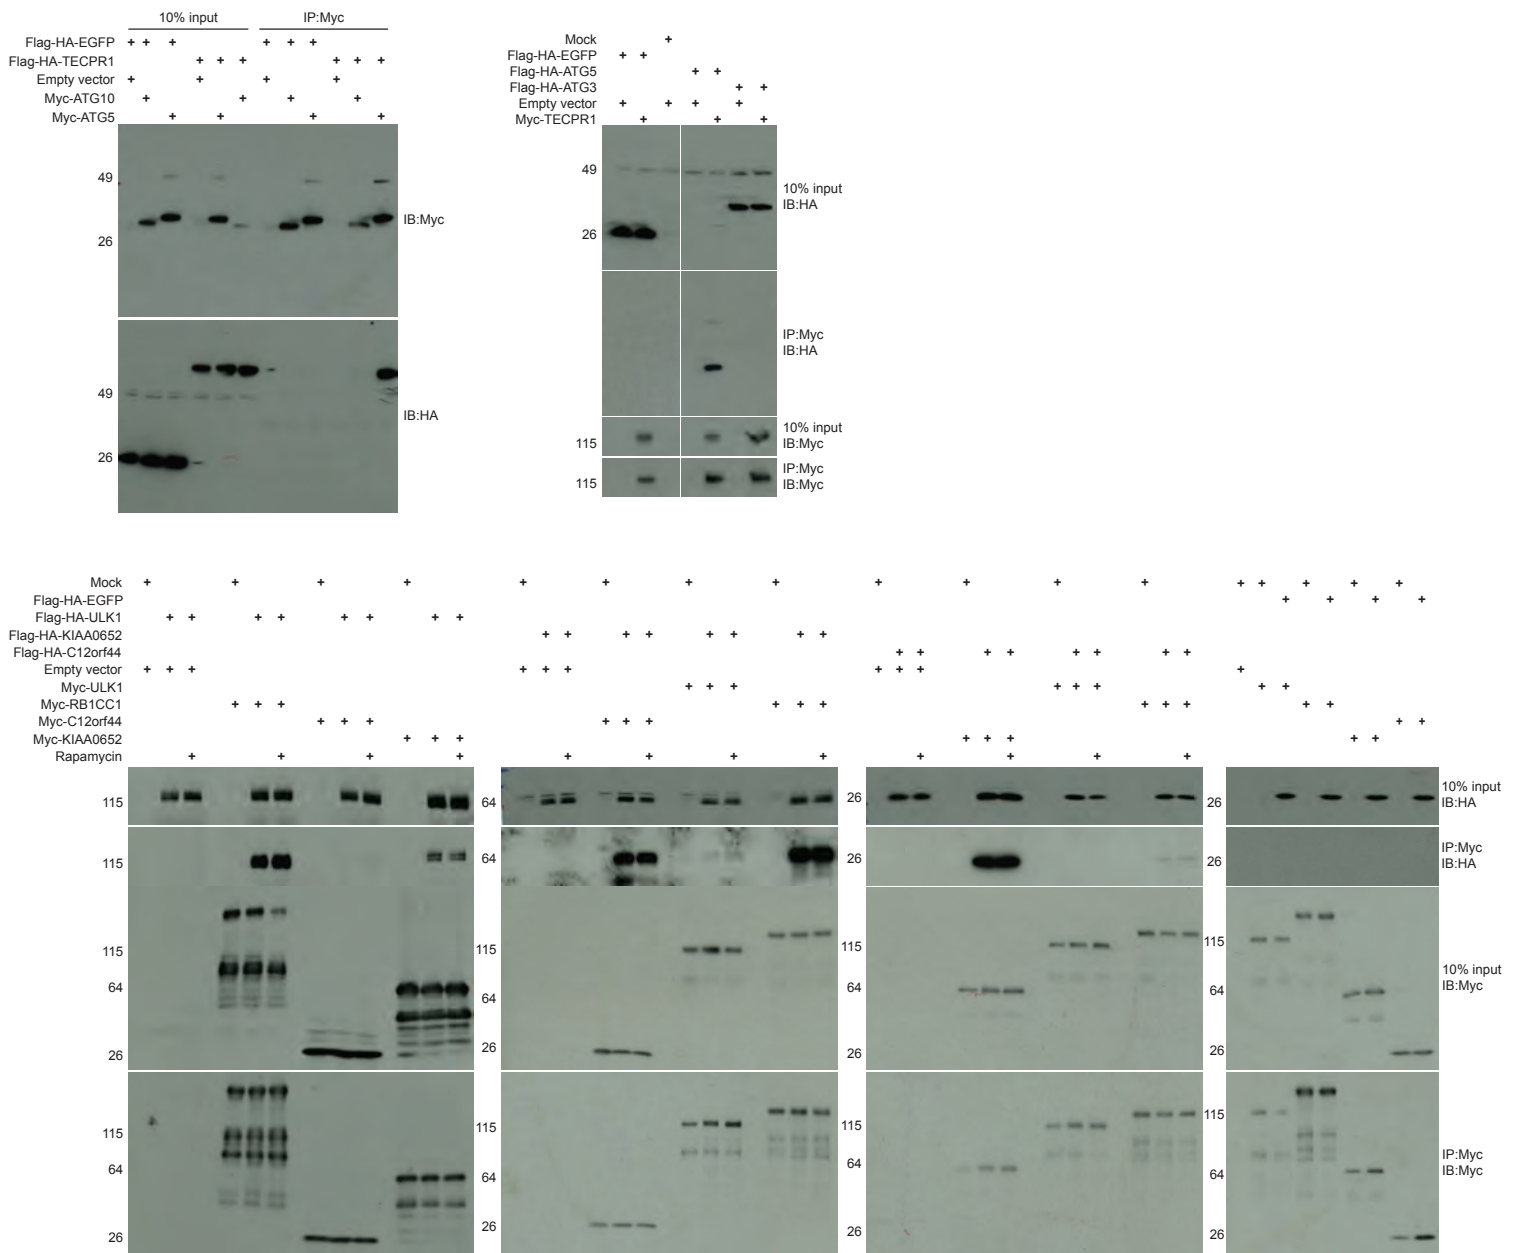 10% input IP:Myc
Flag-HA-EGFP + + + + + +
Flag-HA-TECPR1 + + + + + +
Empty vector + + + +
Myc-ATG10 + + + +
Myc-ATG5 + + + +
49
26
IB:Myc
49
26
IB:HA
Mock +
Flag-HA-EGFP + +
Flag-HA-ATG5 + +
Flag-HA-ATG3 + +
Empty vector + + + +
Myc-TECPR1 + + +
49
26
10% input
IB:HA
IP:Myc
IB:HA
115
10% input
IB:Myc
115
IP:Myc
IB:Myc
Mock + + + + + + + + + + + + + + + + +
Flag-HA-EGFP + + + +
Flag-HA-ULK1 + + + + + + + +
Flag-HA-KIAA0652 + + + + + + + +
Flag-HA-C12orf44 + + + + + + + +
Empty vector + + + + + + + + + +
Myc-ULK1 + + + + + + + +
Myc-RB1CC1 + + + + + + + + + + +
Myc-C12orf44 + + + + + + + +
Myc-KIAA0652 + + + + + + + +
Rapamycin + + + + + + + + + + + +
115 64 26 26
10% input
IB:HA
115 64 26 26
IP:Myc
IB:HA
115 115 115 115
64 64 64 64
26 26 26 26
10% input
IB:Myc
115 115 115 115
64 64 64 64
26 26 26 26
IP:Myc
IB:Myc